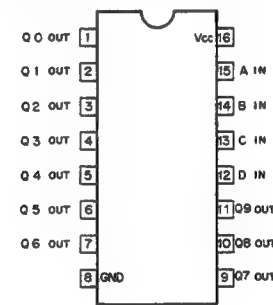 Q0 OUT 1 Vcc 16
Q1 OUT 2 15 A IN
Q2 OUT 3 14 B IN
Q3 OUT 4 13 C IN
Q4 OUT 5 12 D IN
Q5 OUT 6 11 Q9 OUT
Q6 OUT 7 10 Q8 OUT
8 GND 9 Q7 OUT